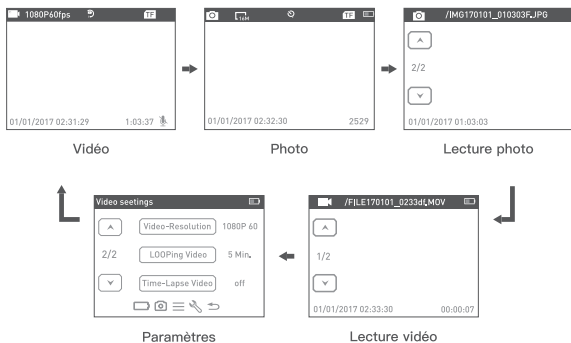 1080P60fps TF
16M TF
/IMG170101_010303F.JPG
2/2
01/01/2017 02:31:29 1:03:37
01/01/2017 02:32:30 2529
01/01/2017 01:03:03
Vidéo
Photo
Lecture photo
Video seetings
Video-Resolution 1080P 60
2/2 LOOPing Video 5 Min.
Time-Lapse Video off
/FJLE170101_0233df.MOV
1/2
01/01/2017 02:33:30 00:00:07
Paramètres
Lecture vidéo